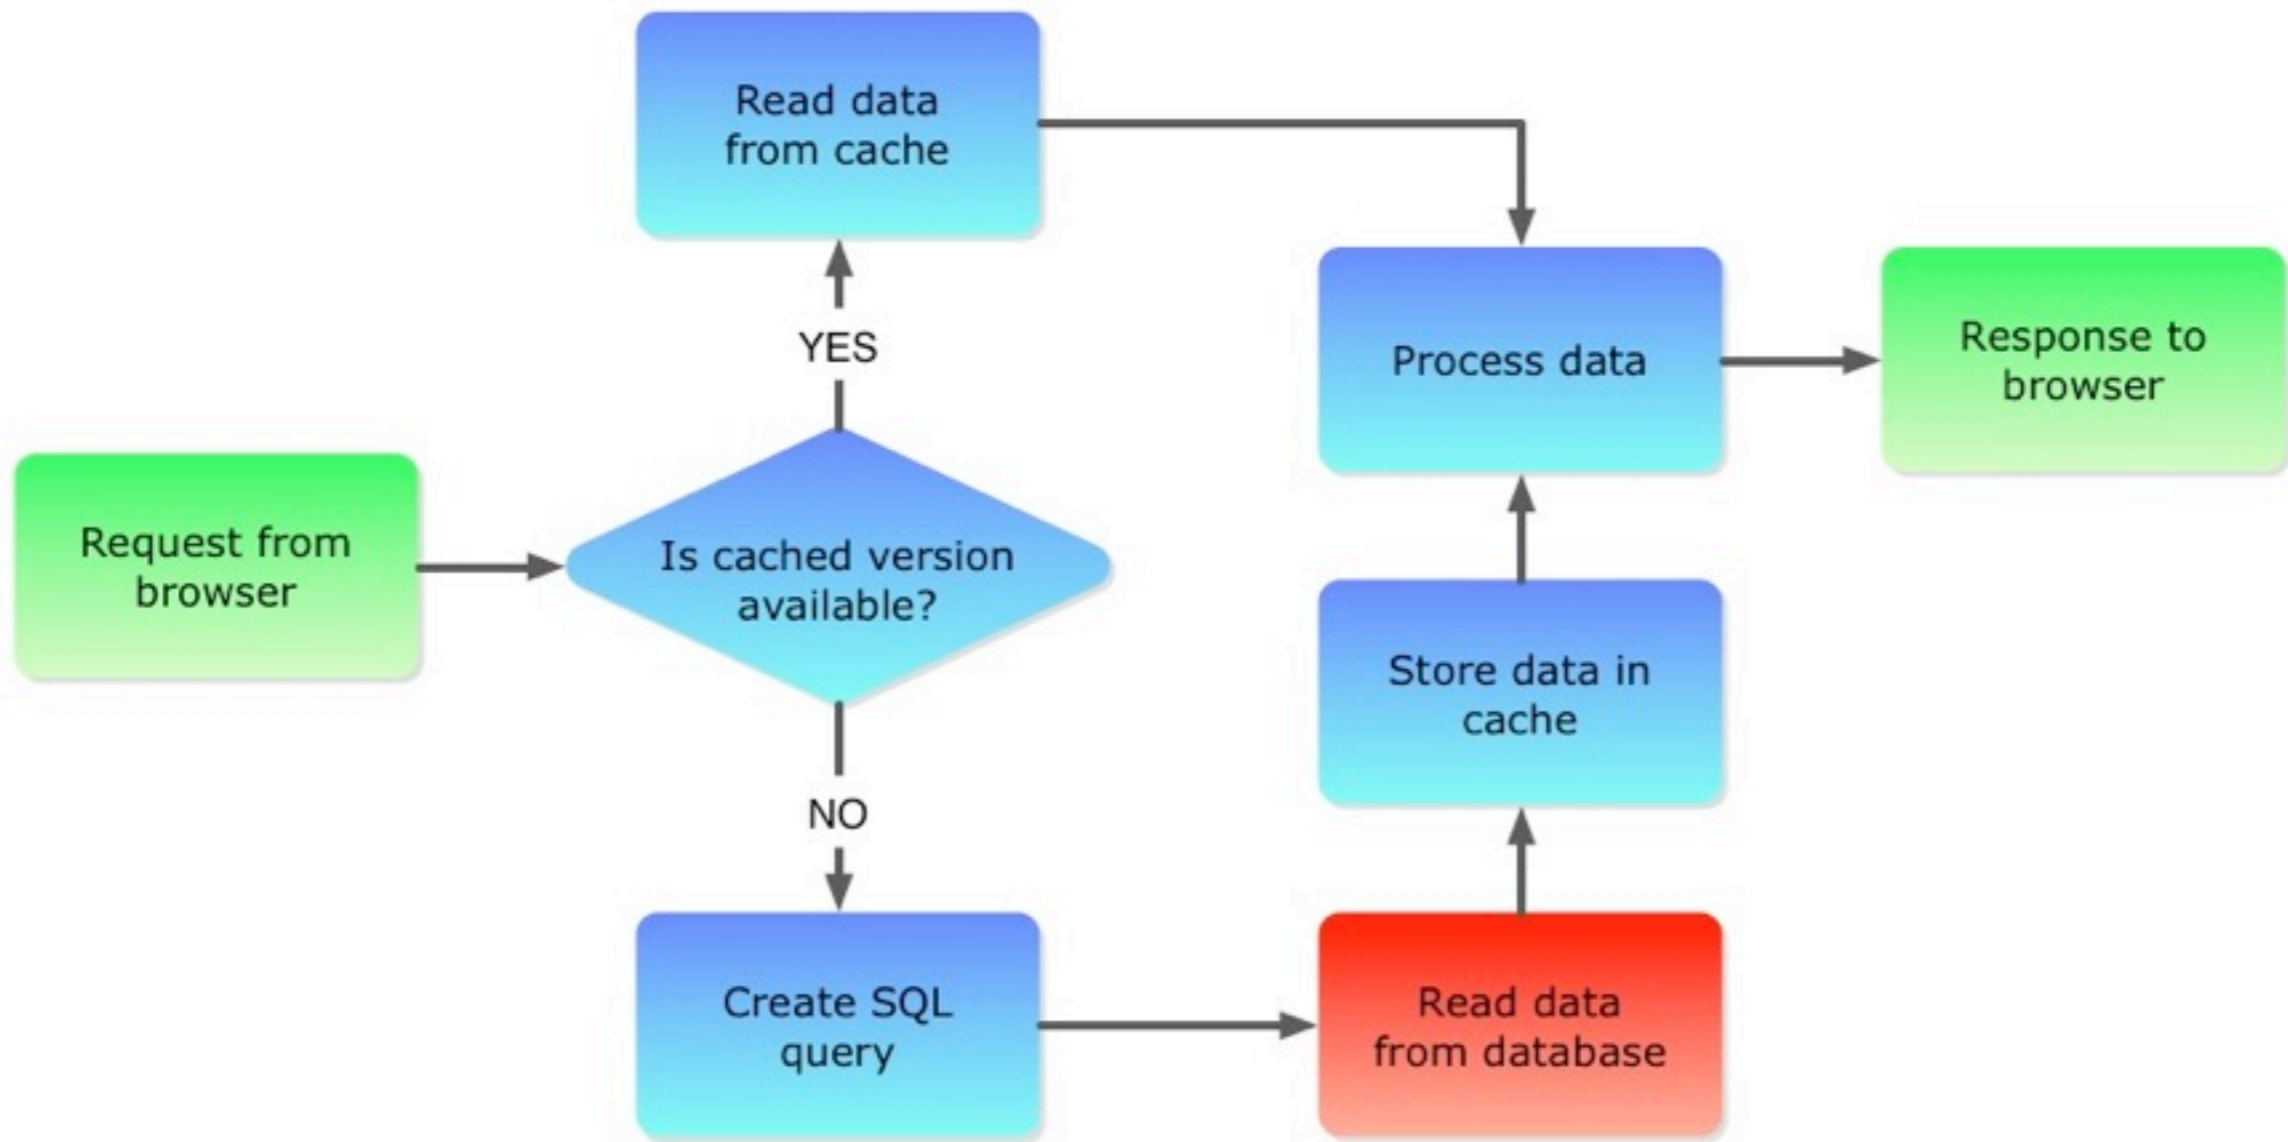 Read data
from cache
YES
Process data
Response to
browser
Request from
browser
Is cached version
available?
Store data in
cache
NO
Create SQL
query
Read data
from database